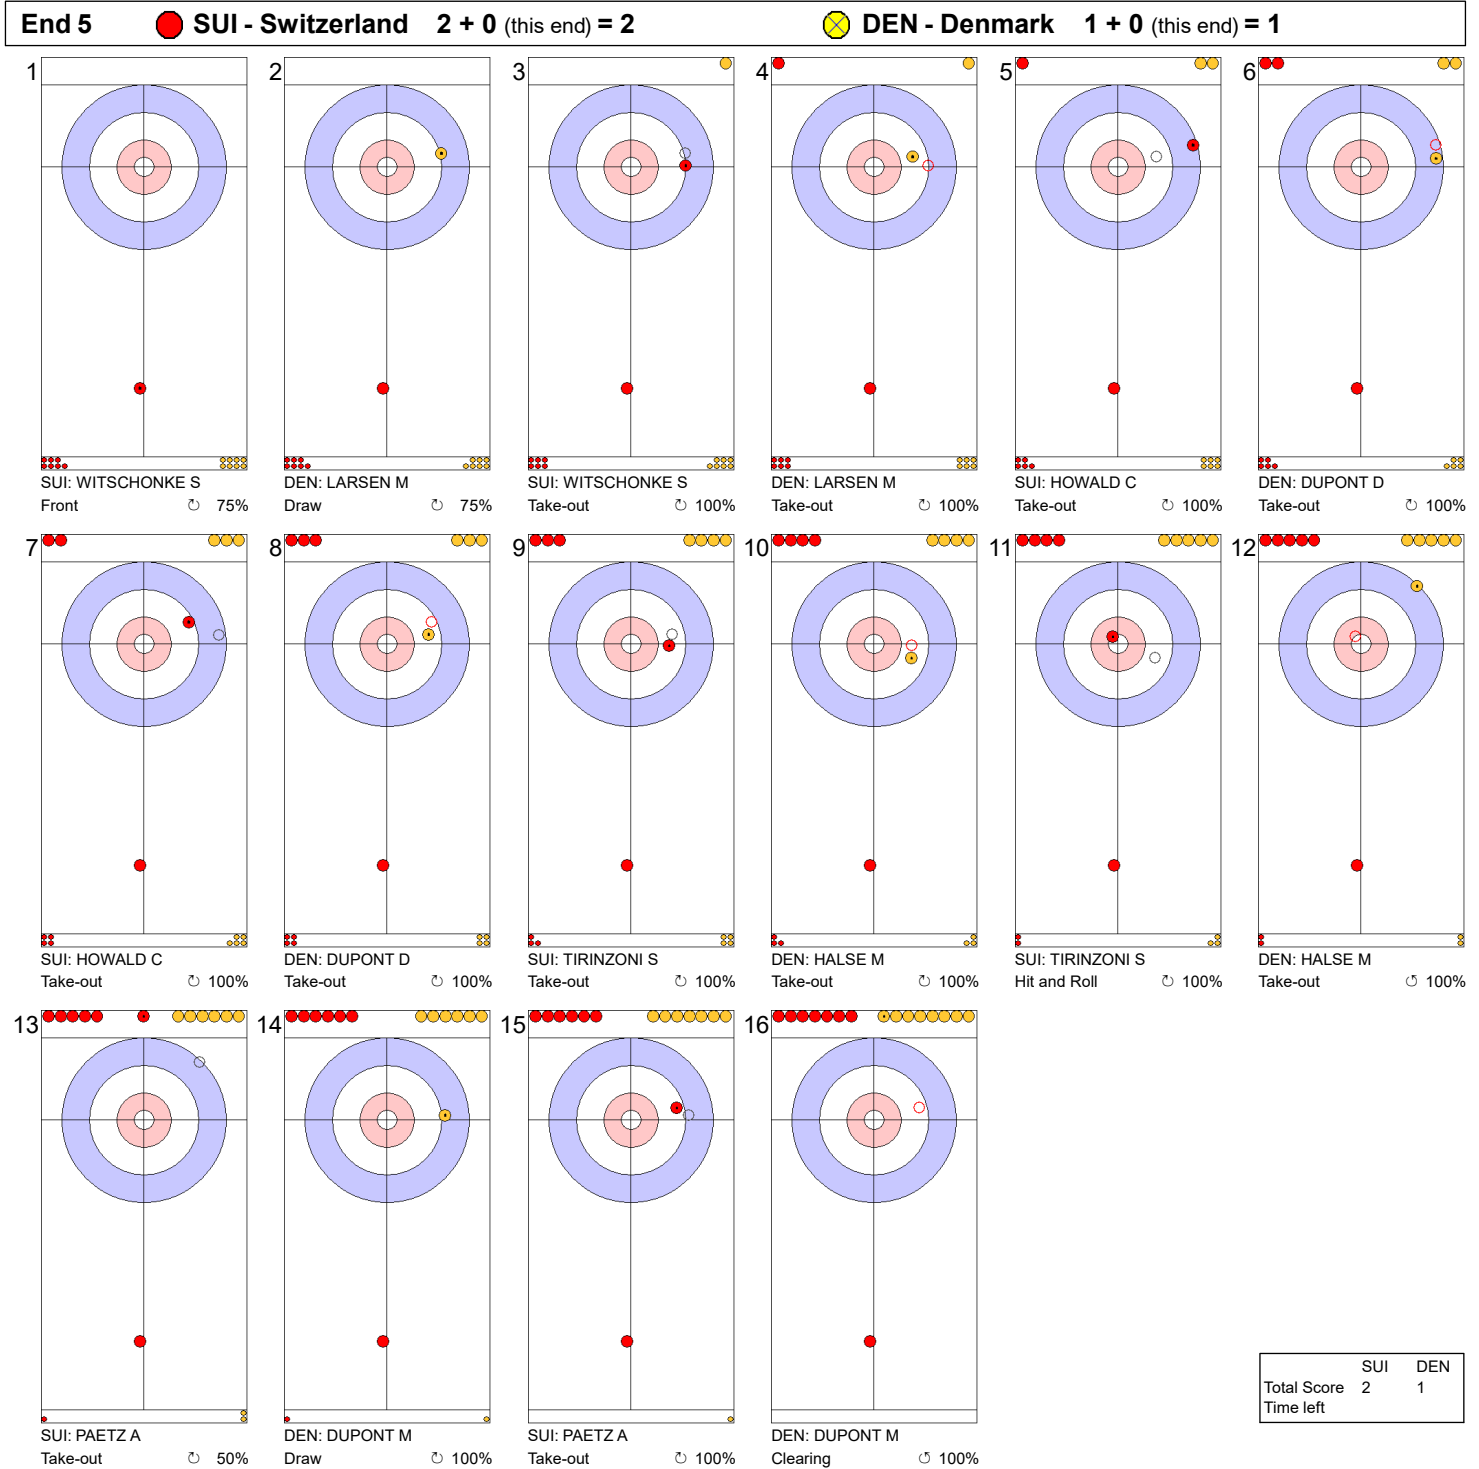 End 5 SUI - Switzerland 2 + 0 (this end) = 2 DEN - Denmark 1 + 0 (this end) = 1
1 2 3 4 5 6
SUI: WITSCHONKE S DEN: LARSEN M SUI: WITSCHONKE S DEN: LARSEN M SUI: HOWALD C DEN: DUPONT D
Front ↻ 75% Draw ↻ 75% Take-out ↻ 100% Take-out ↻ 100% Take-out ↻ 100% Take-out ↻ 100%
7 8 9 10 11 12
SUI: HOWALD C DEN: DUPONT D SUI: TIRINZONI S DEN: HALSE M SUI: TIRINZONI S DEN: HALSE M
Take-out ↻ 100% Take-out ↻ 100% Take-out ↻ 100% Take-out ↻ 100% Hit and Roll ↻ 100% Take-out ↺ 100%
13 14 15 16
SUI: PAETZ A DEN: DUPONT M SUI: PAETZ A DEN: DUPONT M
Take-out ↻ 50% Draw ↻ 100% Take-out ↻ 100% Clearing ↺ 100%
SUI DEN
Total Score 2 1
Time left